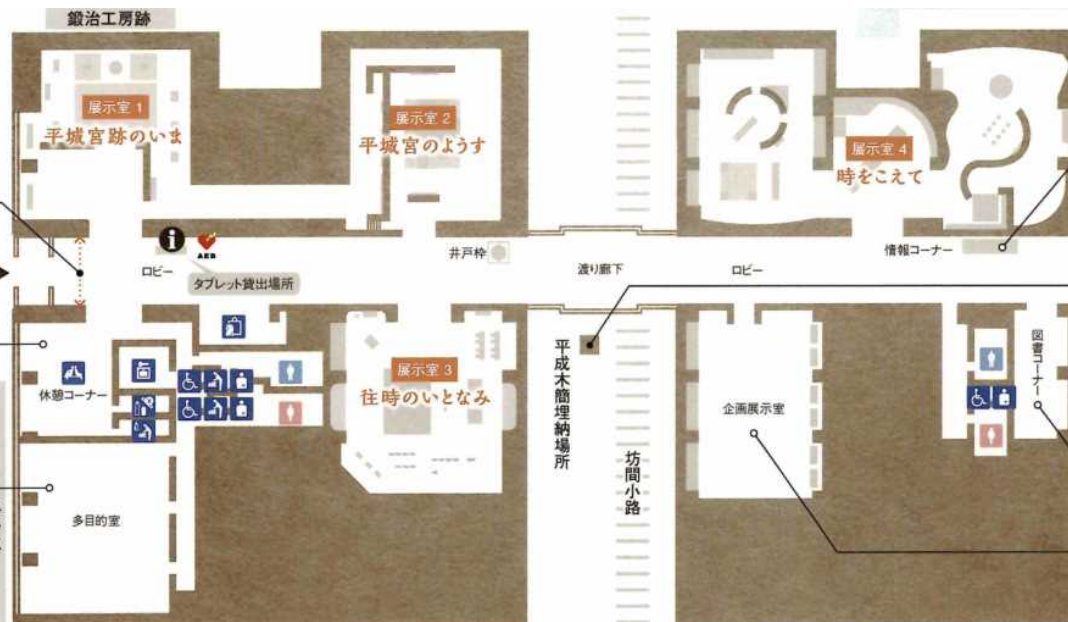 鍛治工房跡
展示室 1
平城宮跡のいま
展示室 2
平城宮のようす
展示室 4
時をこえて
i
AED
ロビー
タブレット貸出場所
井戸枠
渡り廊下
ロビー
情報コーナー
休憩コーナー
展示室 3
往時のいとなみ
平成木簡埋納場所
坊間小路
企画展示室
図書コーナー
多目的室